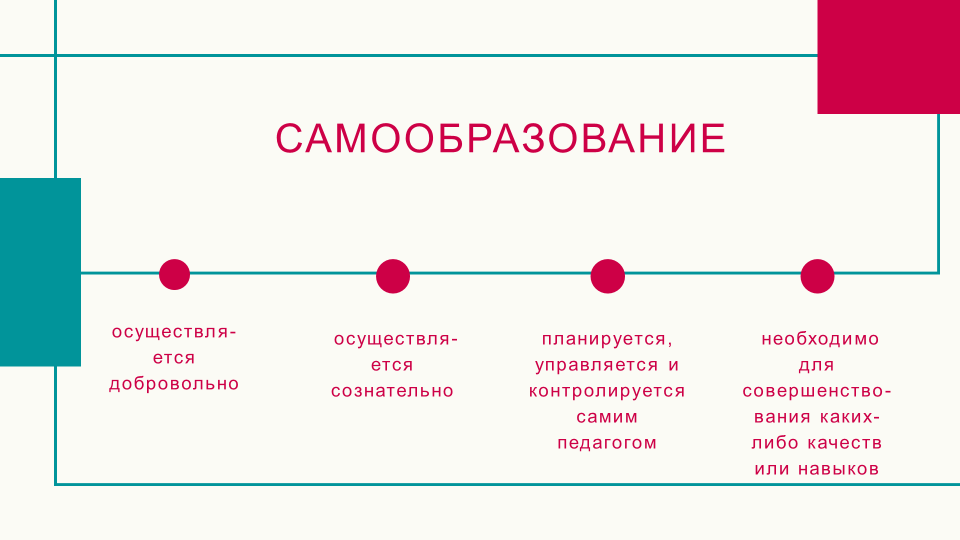 САМООБРАЗОВАНИЕ
осуществля-
ется
добровольно
осуществля-
ется
сознательно
планируется,
управляется и
контролируется
самим
педагогом
необходимо
для
совершенство-
вания каких-
либо качеств
или навыков